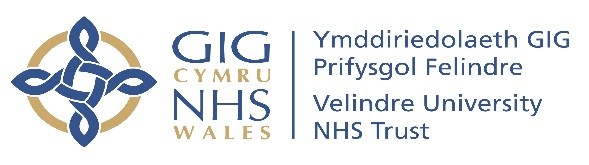 GIG
CYMRU
NHS
WALES
Ymddiriedolaeth GIG
Prifysgol Felindre
Velindre University
NHS Trust